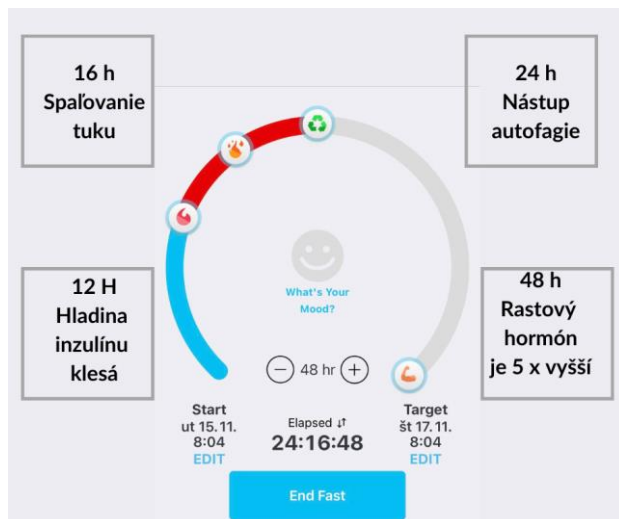 16 h
Spaľovanie
tuku
24 h
Nástup
autofagie
12 H
Hladina
inzulínu
klesá
48 h
Rastový
hormón
je 5 x vyšší
What's Your
Mood?
48 hr
Start
ut 15.11.
8:04
EDIT
Elapsed
24:16:48
Target
št 17.11.
8:04
EDIT
End Fast